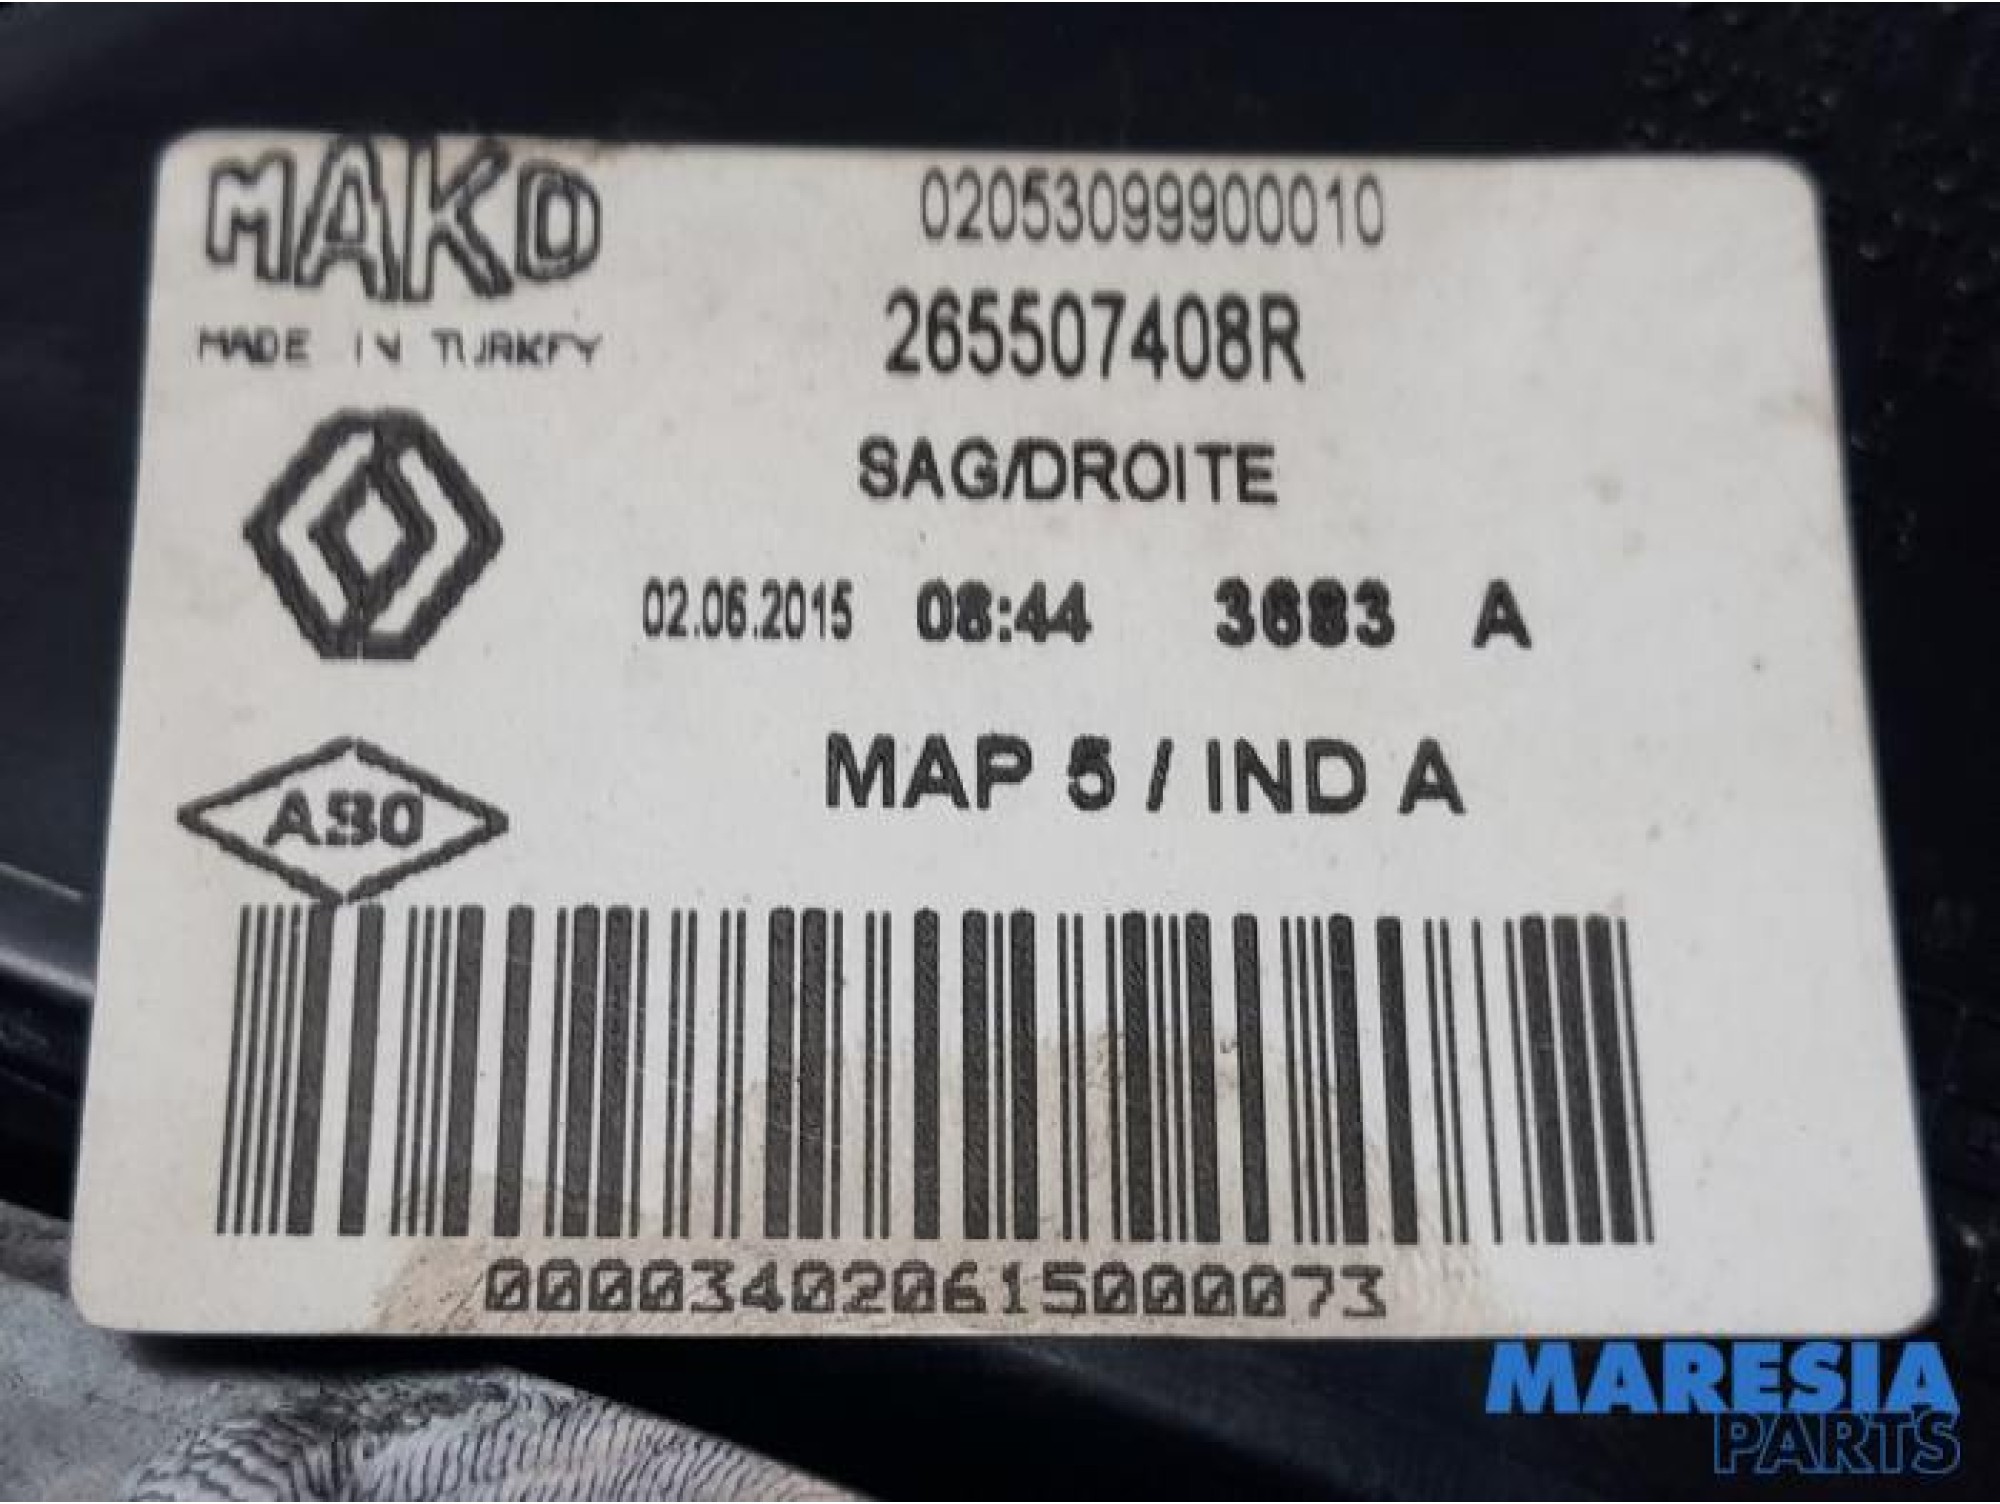 MAKO
02053099900010
MADE IN TURKEY
265507408R
SAG/DROITE
02.06.2015 08:44 3683 A
MAP 5 / IND A
000034020615000073
MARESIA
PARTS